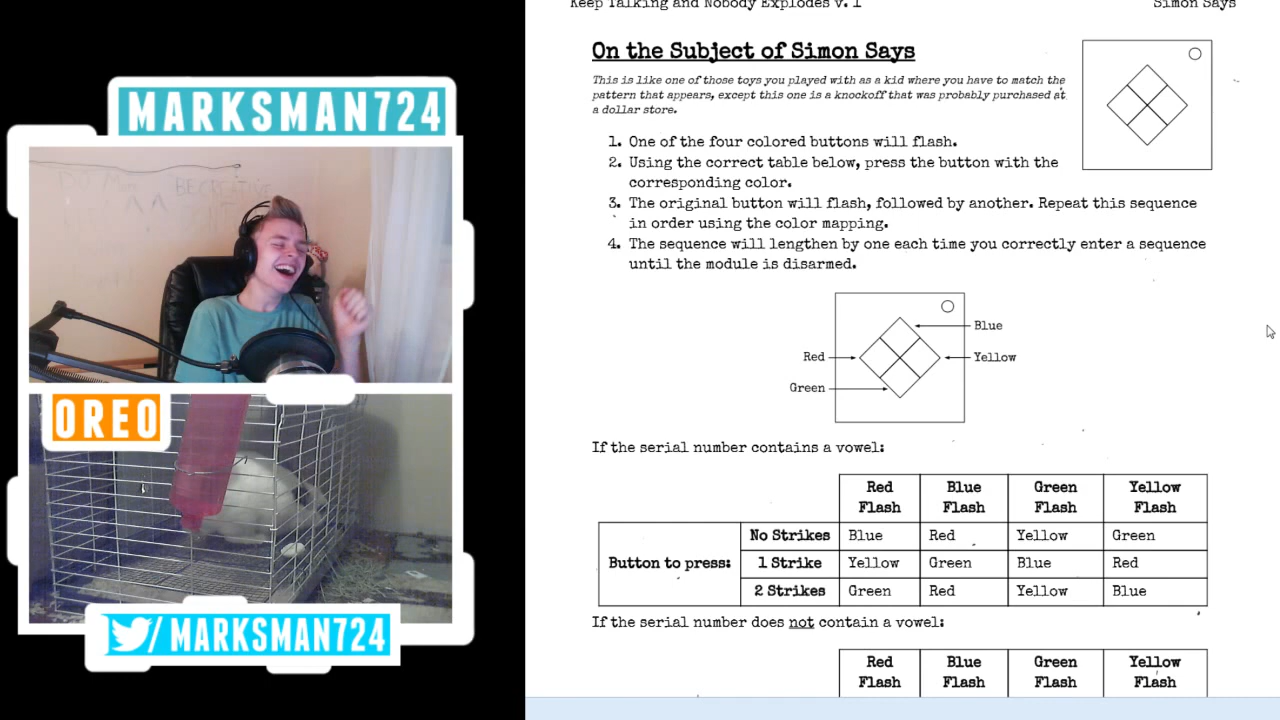 MARKSMAN724
OREO
/MARKSMAN724
Keep Talking and Nobody Explodes v. 1
Simon Says
On the Subject of Simon Says
This is like one of those toys you played with as a kid where you have to match the
pattern that appears, except this one is a knockoff that was probably purchased at
a dollar store.
1. One of the four colored buttons will flash.
2. Using the correct table below, press the button with the
corresponding color.
3. The original button will flash, followed by another. Repeat this sequence
in order using the color mapping.
4. The sequence will lengthen by one each time you correctly enter a sequence
until the module is disarmed.
Blue
Red
Yellow
Green
If the serial number contains a vowel:
Red Flash
Blue Flash
Green Flash
Yellow Flash
Button to press:
No Strikes Blue Red Yellow Green
1 Strike Yellow Green Blue Red
2 Strikes Green Red Yellow Blue
If the serial number does not contain a vowel:
Red Flash
Blue Flash
Green Flash
Yellow Flash